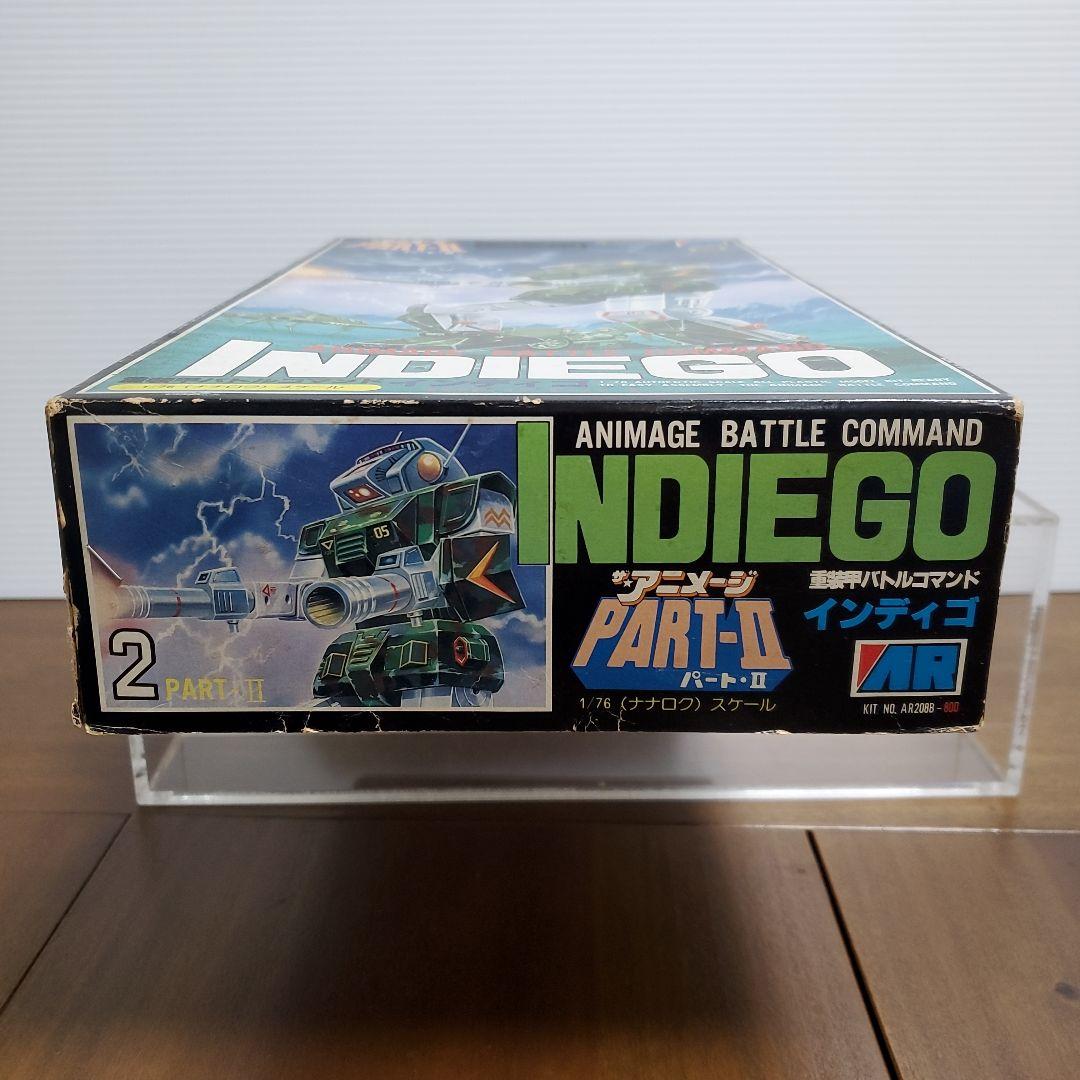 INDIEGO
ANIMAGE BATTLE COMMAND
INDIEGO
重装甲バトルコマンド
インディゴ
ザ★アニメージ
PART-II
パート・II
1/76 (ナナロク) スケール
AR
KIT NO. AR208B-800
05
2
PART-II